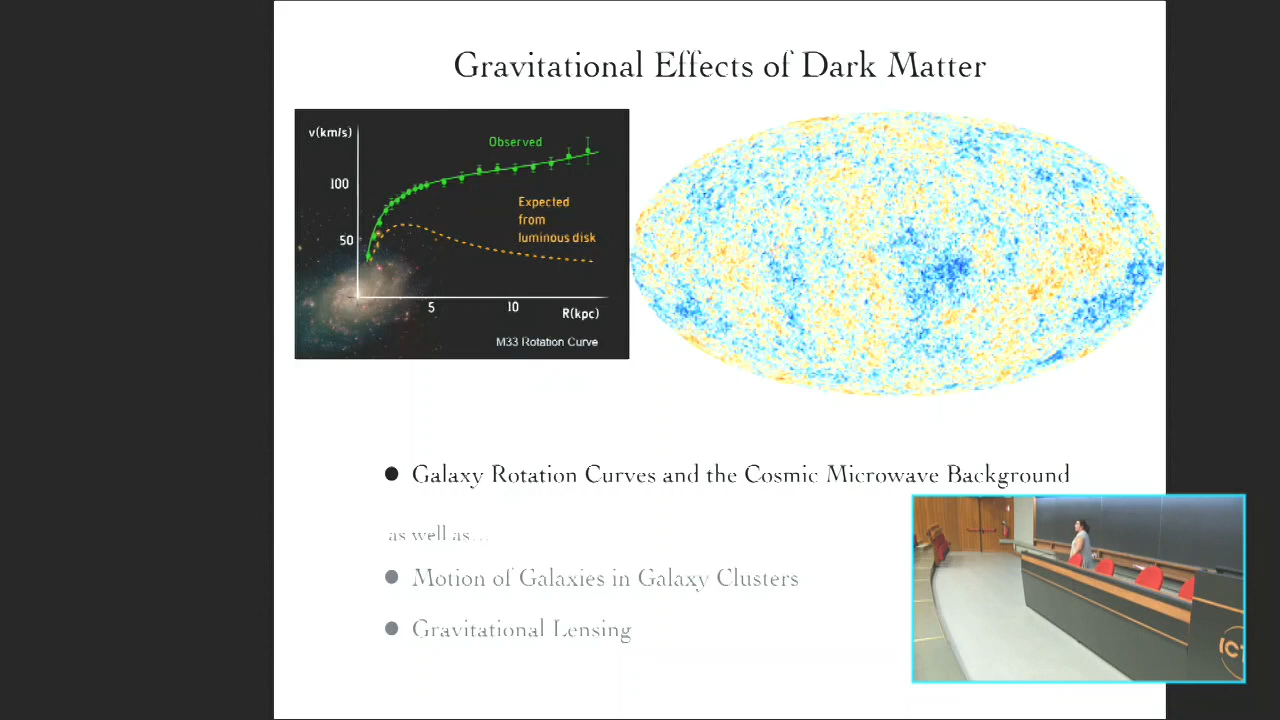 Gravitational Effects of Dark Matter
v(km/s)
Observed
100
Expected
from
luminous disk
50
5
10
R(kpc)
M33 Rotation Curve
● Galaxy Rotation Curves and the Cosmic Microwave Background
as well as…
● Motion of Galaxies in Galaxy Clusters
● Gravitational Lensing